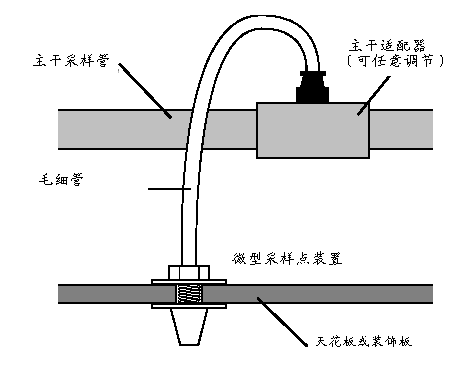 主干采样管
主干适配器
（可任意调节）
毛细管
微型采样点装置
天花板或装饰板